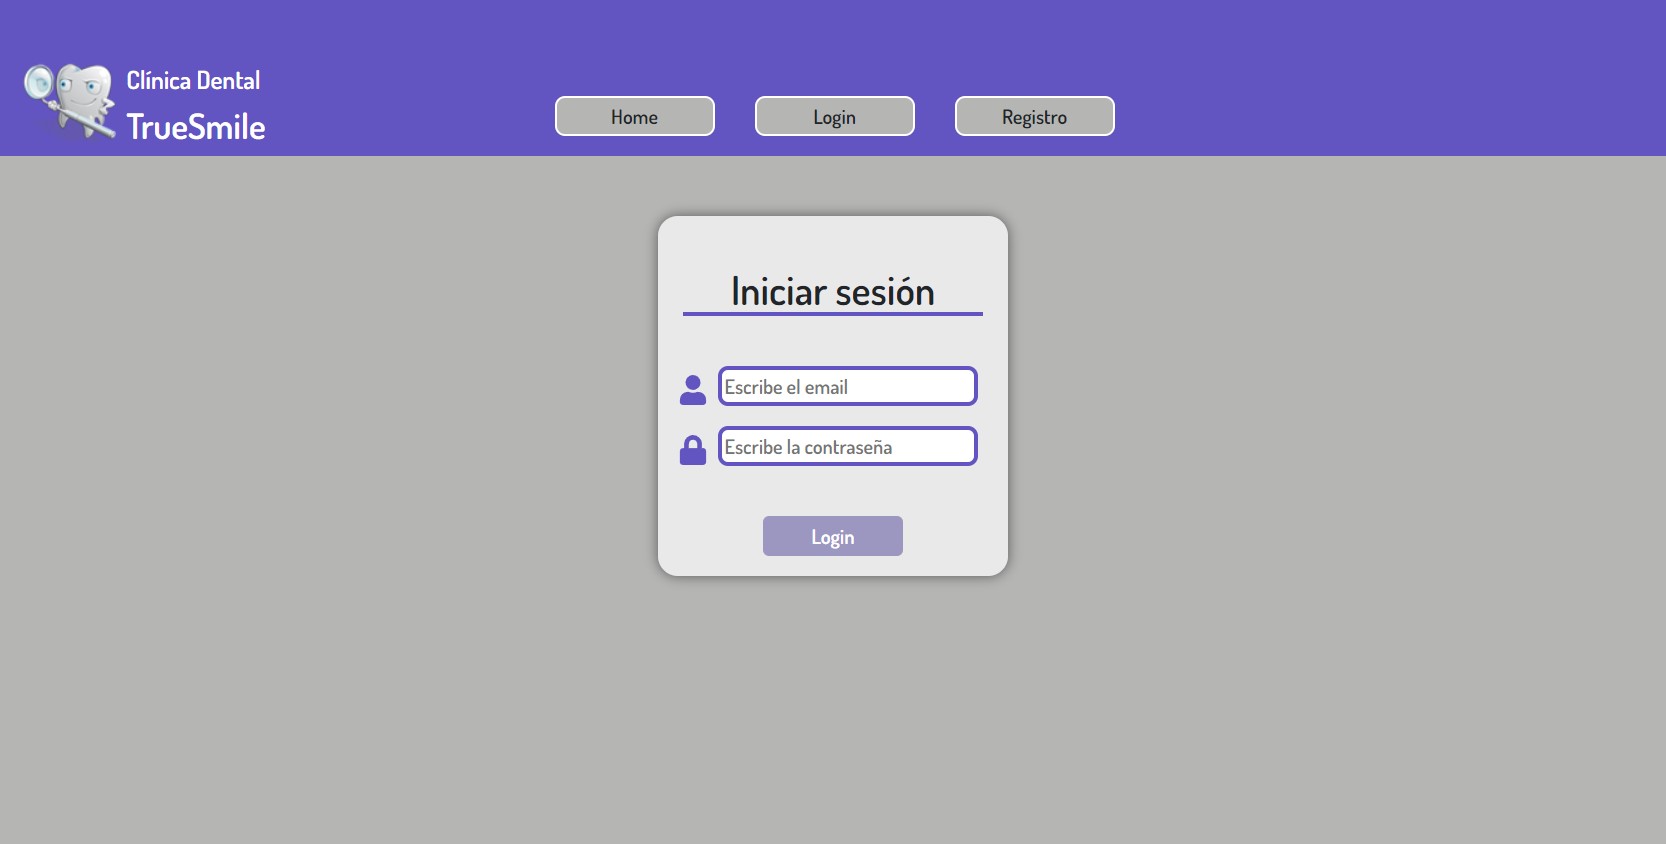 Clínica Dental
TrueSmile
Home
Login
Registro
Iniciar sesión
Escribe el email
Escribe la contraseña
Login